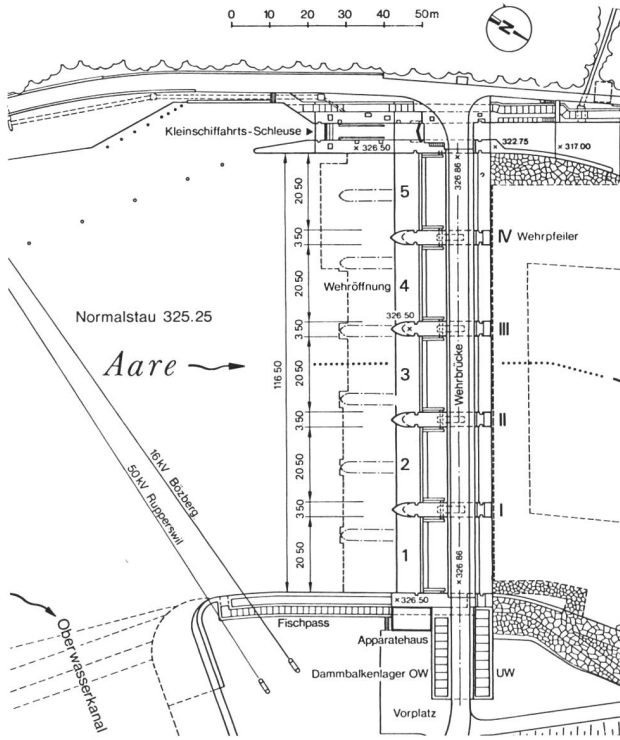 0 10 20 30 40 50m
N
Kleinschiffahrts-Schleuse
× 326 50
326 86 ×
× 322.75
× 317 00
5
20 50
3 50
IV Wehrpfeiler
4
20 50
Wehröffnung
Normalstau 325.25
326 50
×
3 50
III
Aare
116 50
3
20 50
Wehrbrücke
3 50
II
2
20 50
16 kV Bözberg
50 kV Rupperswil
3 50
I
1
20 50
× 326 86
× 326 50
Fischpass
Apparatehaus
Oberwasserkanal
Dammbalkenlager OW
UW
Vorplatz